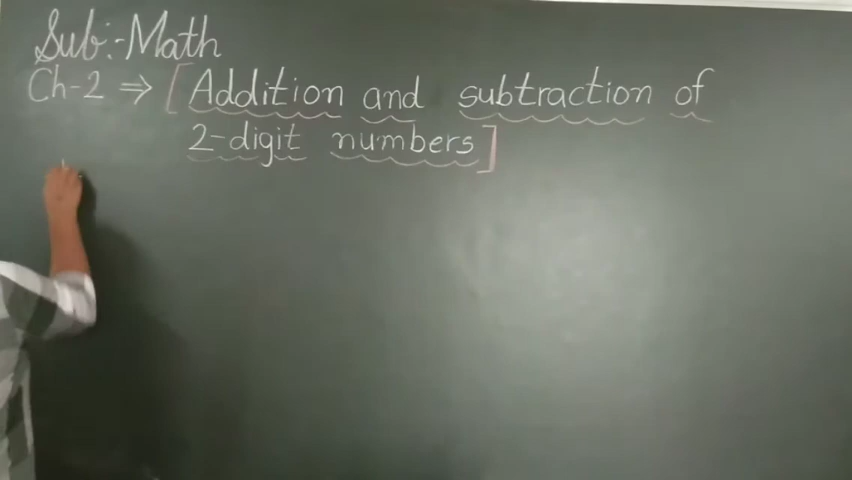 Sub:-Math
Ch-2 ⇒ [Addition and subtraction of
2-digit numbers]